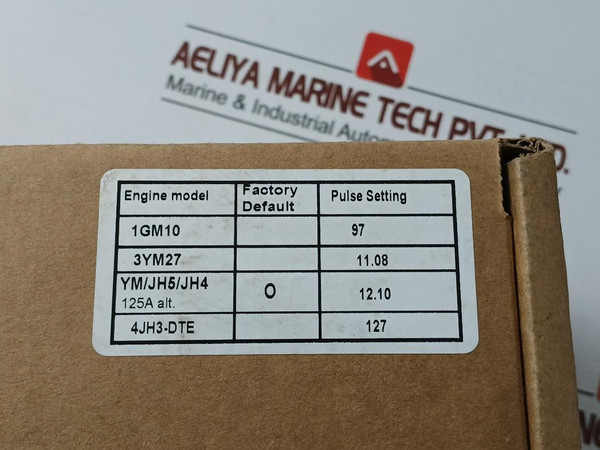 AELIYA MARINE TECH PVT. LTD.
Marine & Industrial Autom
Engine model Factory Default Pulse Setting
1GM10 97
3YM27 11.08
YM/JH5/JH4 125A alt. O 12.10
4JH3-DTE 127